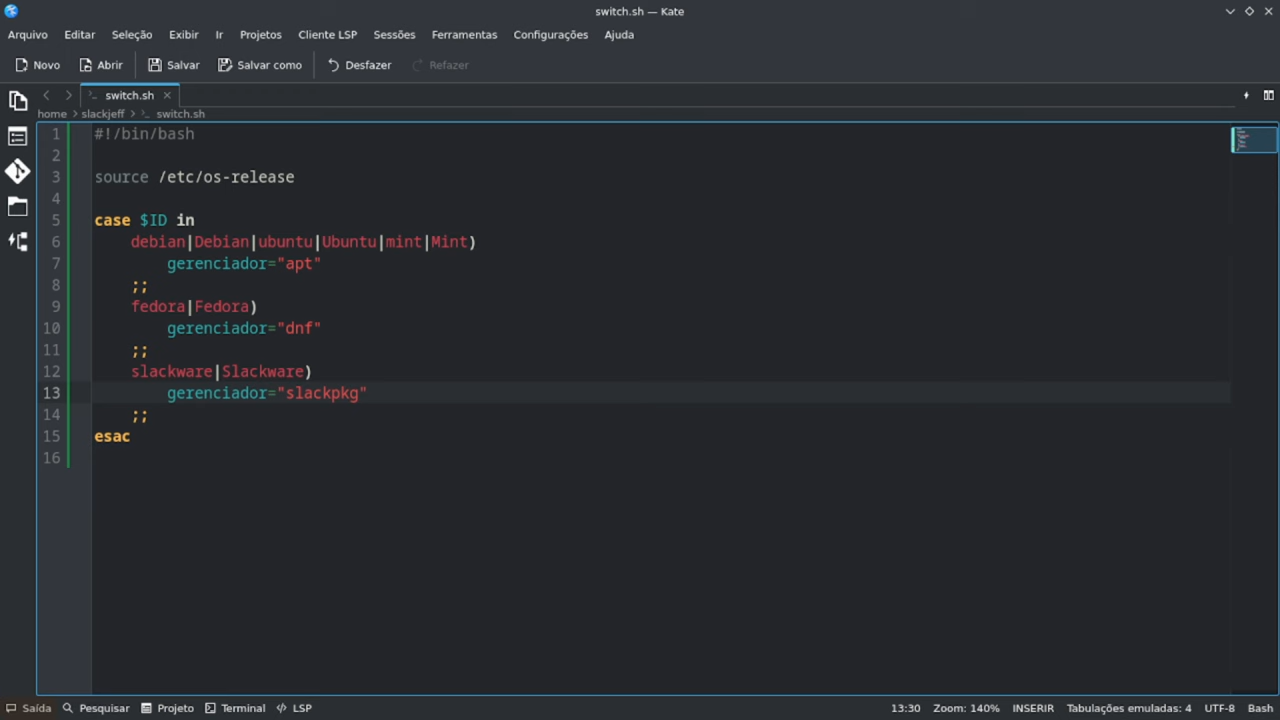 switch.sh — Kate
Arquivo Editar Seleção Exibir Ir Projetos Cliente LSP Sessões Ferramentas Configurações Ajuda
Novo Abrir Salvar Salvar como Desfazer Refazer
switch.sh
home > slackjeff > switch.sh
1 #!/bin/bash
2
3 source /etc/os-release
4
5 case $ID in
6     debian|Debian|ubuntu|Ubuntu|mint|Mint)
7         gerenciador="apt"
8     ;;
9     fedora|Fedora)
10         gerenciador="dnf"
11     ;;
12     slackware|Slackware)
13         gerenciador="slackpkg"
14     ;;
15 esac
16
Saída Pesquisar Projeto Terminal LSP 13:30 Zoom: 140% INSERIR Tabulações emuladas: 4 UTF-8 Bash